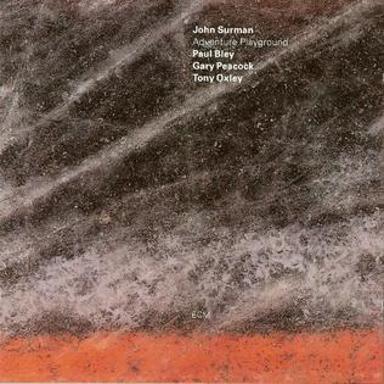 John Surman
Adventure Playground
Paul Bley
Gary Peacock
Tony Oxley
ECM